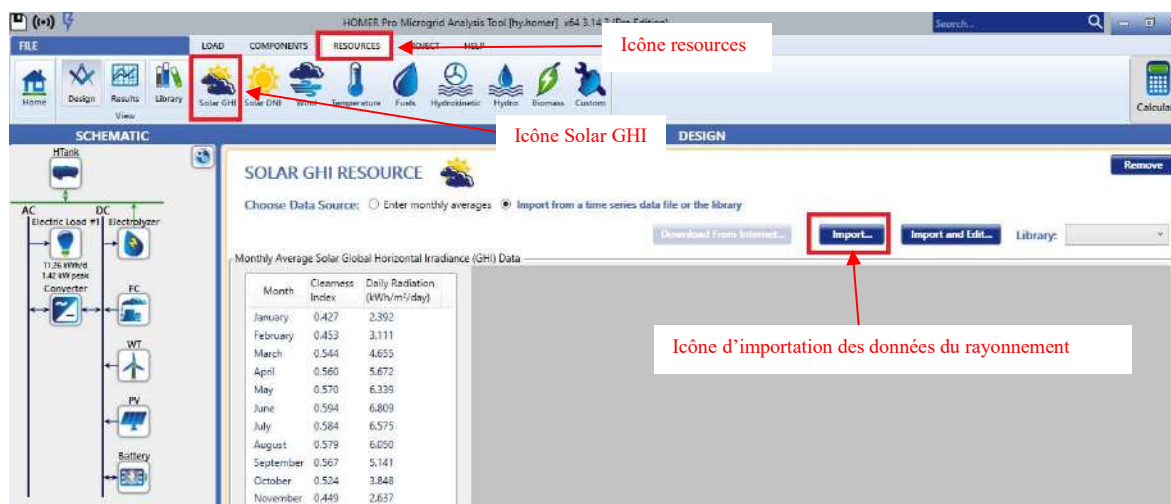 HOMER Pro Microgrid Analysis Tool [hy.homer] x64 3.14.2 (Pro Edition)
Search...
FILE
LOAD COMPONENTS RESOURCES PROJECT HELP
Icône resources
Home Design Results Library
View
Solar GHI Solar DNI Wind Temperature Fuels Hydrokinetic Hydro Biomass Custom
Calculate
Icône Solar GHI
SCHEMATIC
DESIGN
HTank
AC DC
Electric Load #1 Electrolyzer
11.26 kWh/d
1.42 kW peak
Converter FC
WT
PV
Battery
SOLAR GHI RESOURCE
Remove
Choose Data Source: Enter monthly averages Import from a time series data file or the library
Download From Internet... Import... Import and Edit... Library:
Monthly Average Solar Global Horizontal Irradiance (GHI) Data
Month Clearness Index Daily Radiation (kWh/m²/day)
January 0.427 2.392
February 0.453 3.111
March 0.544 4.655
April 0.560 5.672
May 0.570 6.339
June 0.594 6.809
July 0.584 6.575
August 0.579 6.050
September 0.567 5.141
October 0.524 3.848
November 0.449 2.637
Icône d'importation des données du rayonnement